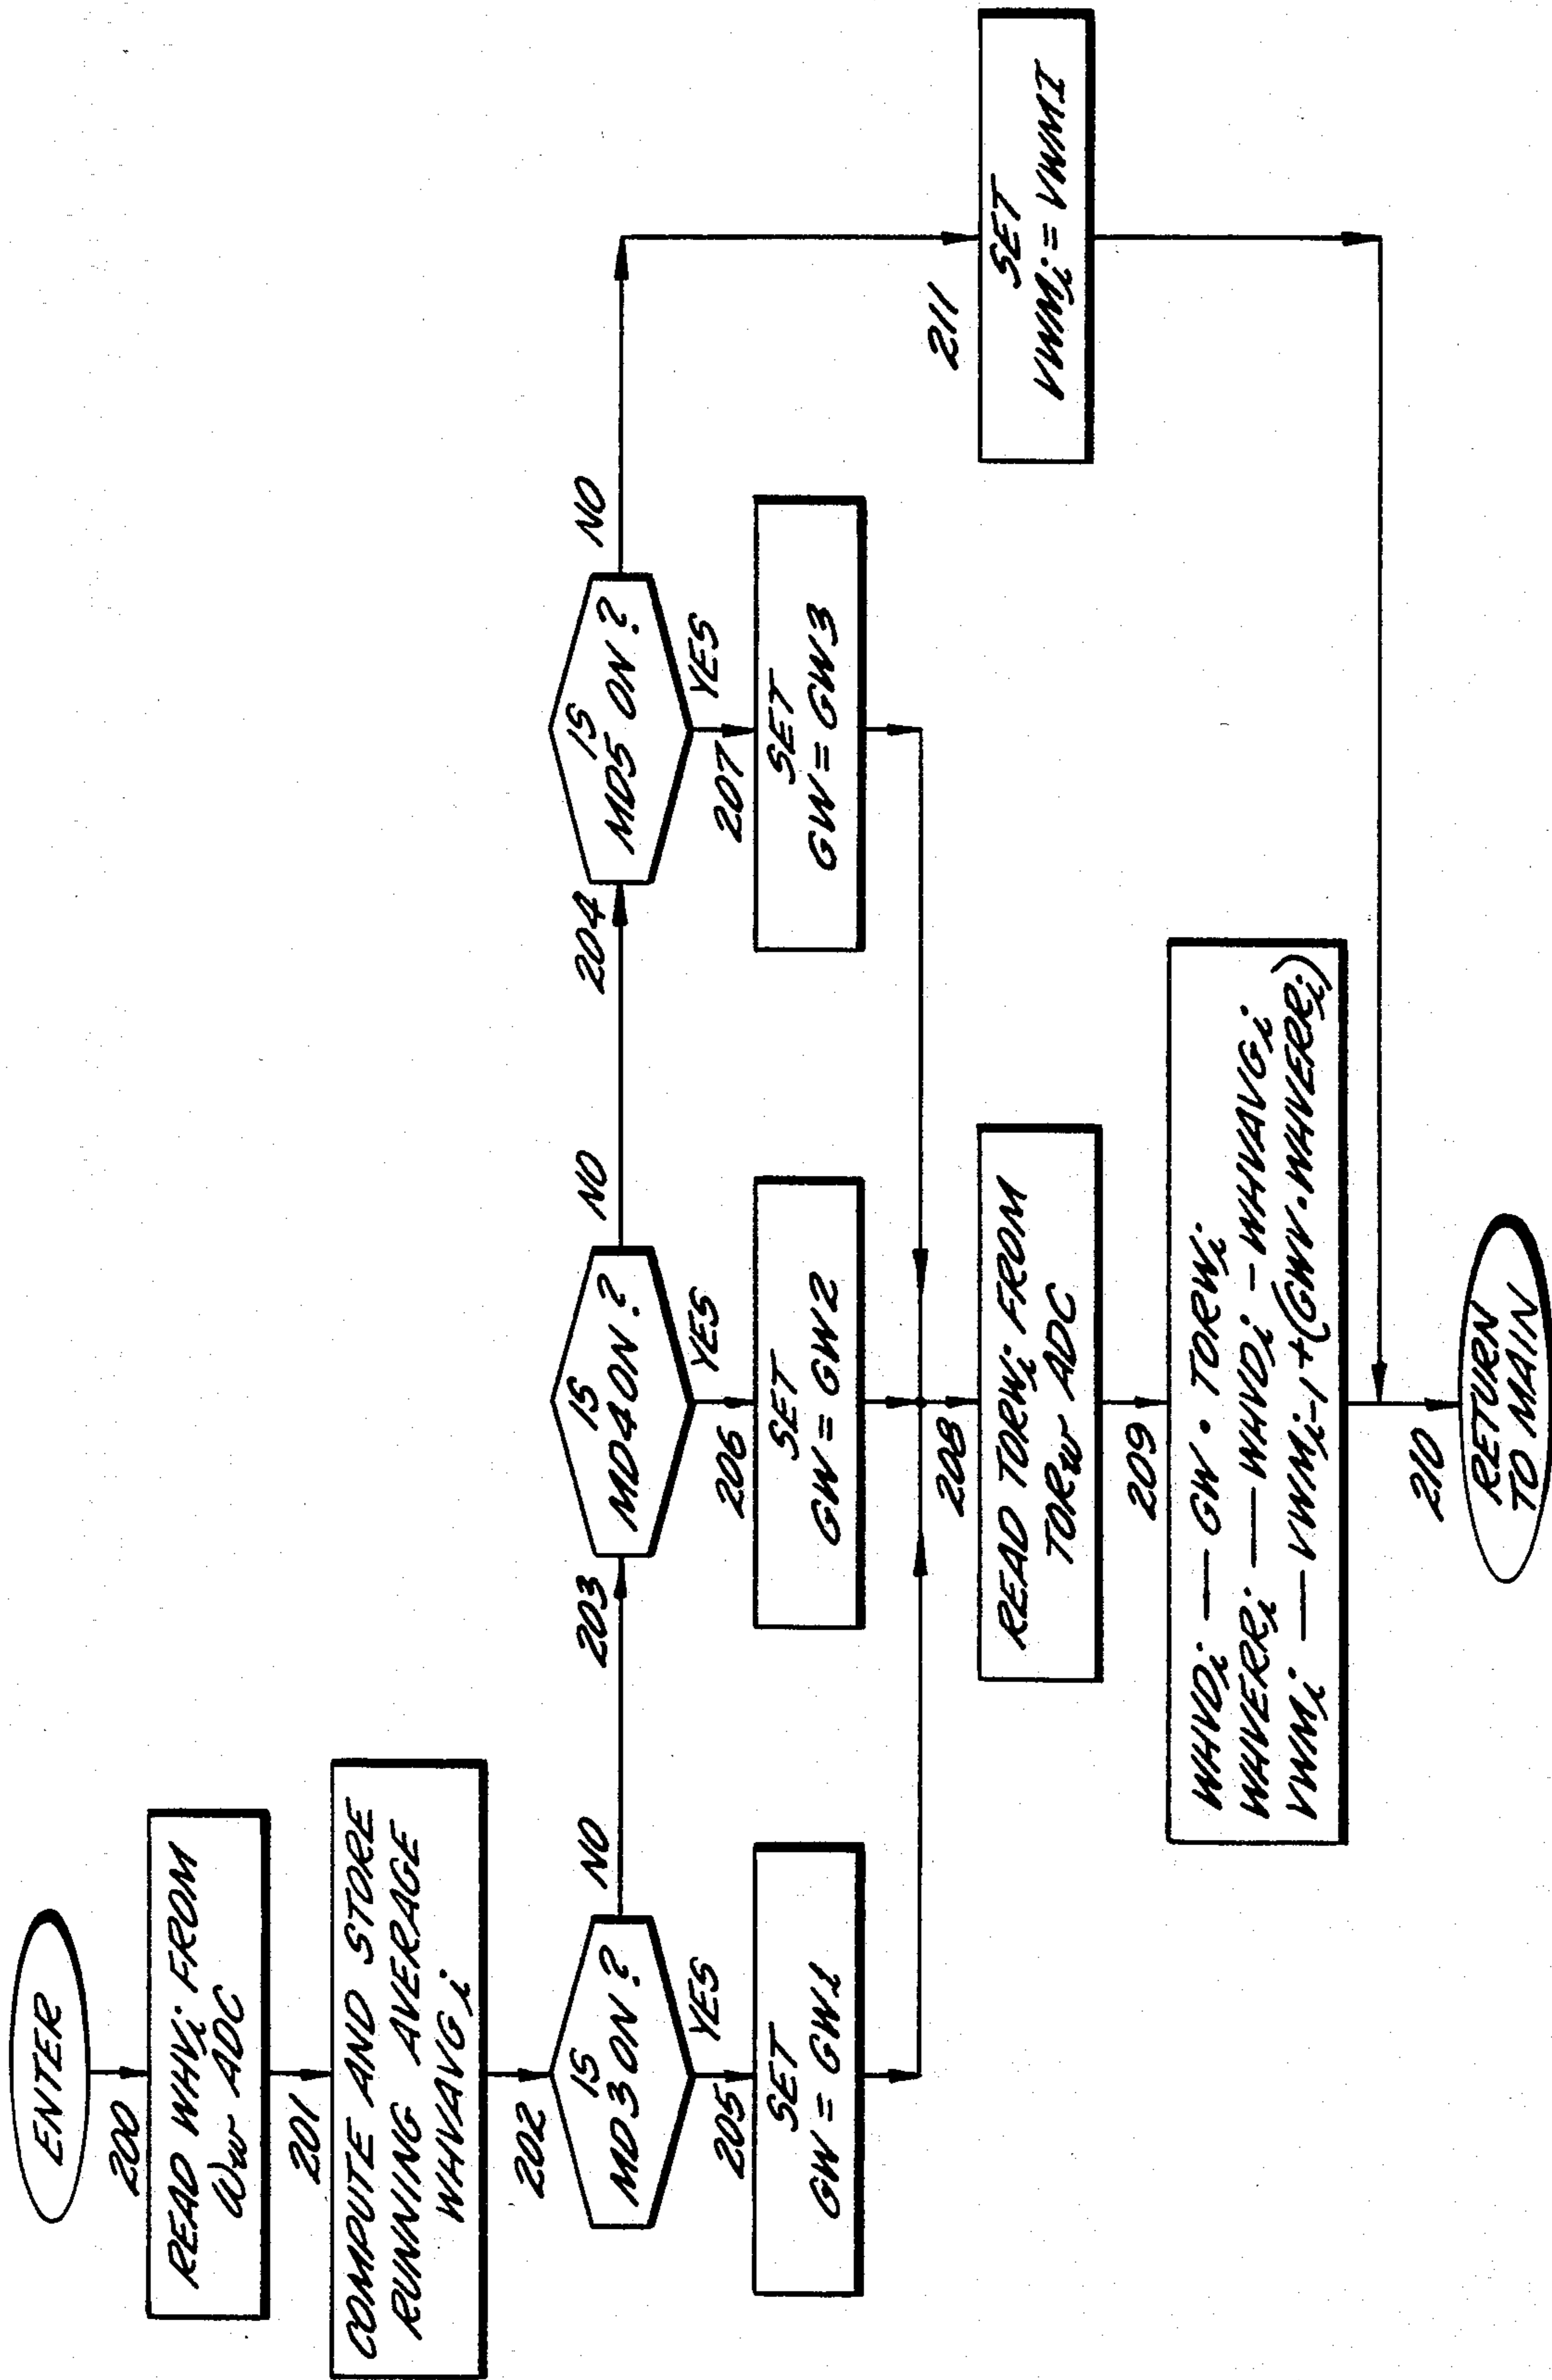 ENTER
200
READ WHVi FROM
Ww ADC
201
COMPUTE AND STORE
RUNNING AVERAGE
WHVAVGi
202
IS
MD3 ON?
NO
YES
203
IS
MD4 ON?
NO
YES
204
IS
MD5 ON?
NO
YES
205
SET
GW = GW1
206
SET
GW = GW2
207
SET
GW = GW3
208
READ TORWi FROM
TORw ADC
211
SET
VWMi = VWMI
209
WHVDi — GW • TORWi
WHVERRi — WHVDi - WHVAVGi
VWMi — VWMi-1 + (GWV • WHVERRi)
210
RETURN
TO MAIN